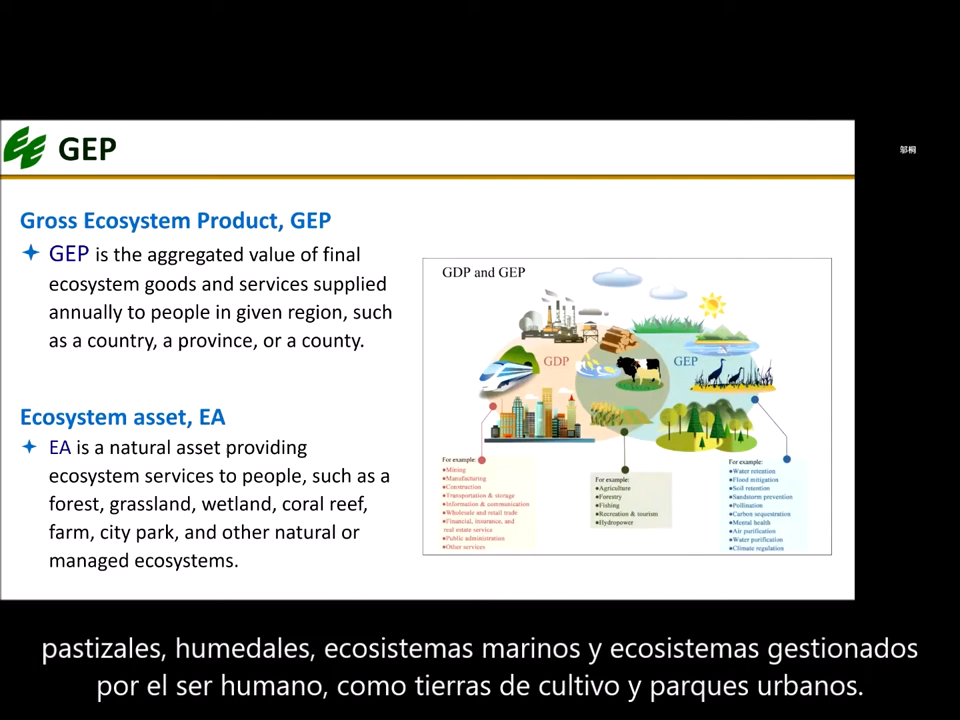 GEP
邬桐
Gross Ecosystem Product, GEP
GEP is the aggregated value of final
ecosystem goods and services supplied
annually to people in given region, such
as a country, a province, or a county.
Ecosystem asset, EA
EA is a natural asset providing
ecosystem services to people, such as a
forest, grassland, wetland, coral reef,
farm, city park, and other natural or
managed ecosystems.
GDP and GEP
GDP
GEP
For example:
●Mining
●Manufacturing
●Construction
●Transportation & storage
●Information & communication
●Wholesale and retail trade
●Financial, insurance, and
real estate service
●Public administration
●Other services
For example:
●Agriculture
●Forestry
●Fishing
●Recreation & tourism
●Hydropower
For example:
●Water retention
●Flood mitigation
●Soil retention
●Sandstorm prevention
●Pollination
●Carbon sequestration
●Mental health
●Air purification
●Water purification
●Climate regulation
pastizales, humedales, ecosistemas marinos y ecosistemas gestionados
por el ser humano, como tierras de cultivo y parques urbanos.